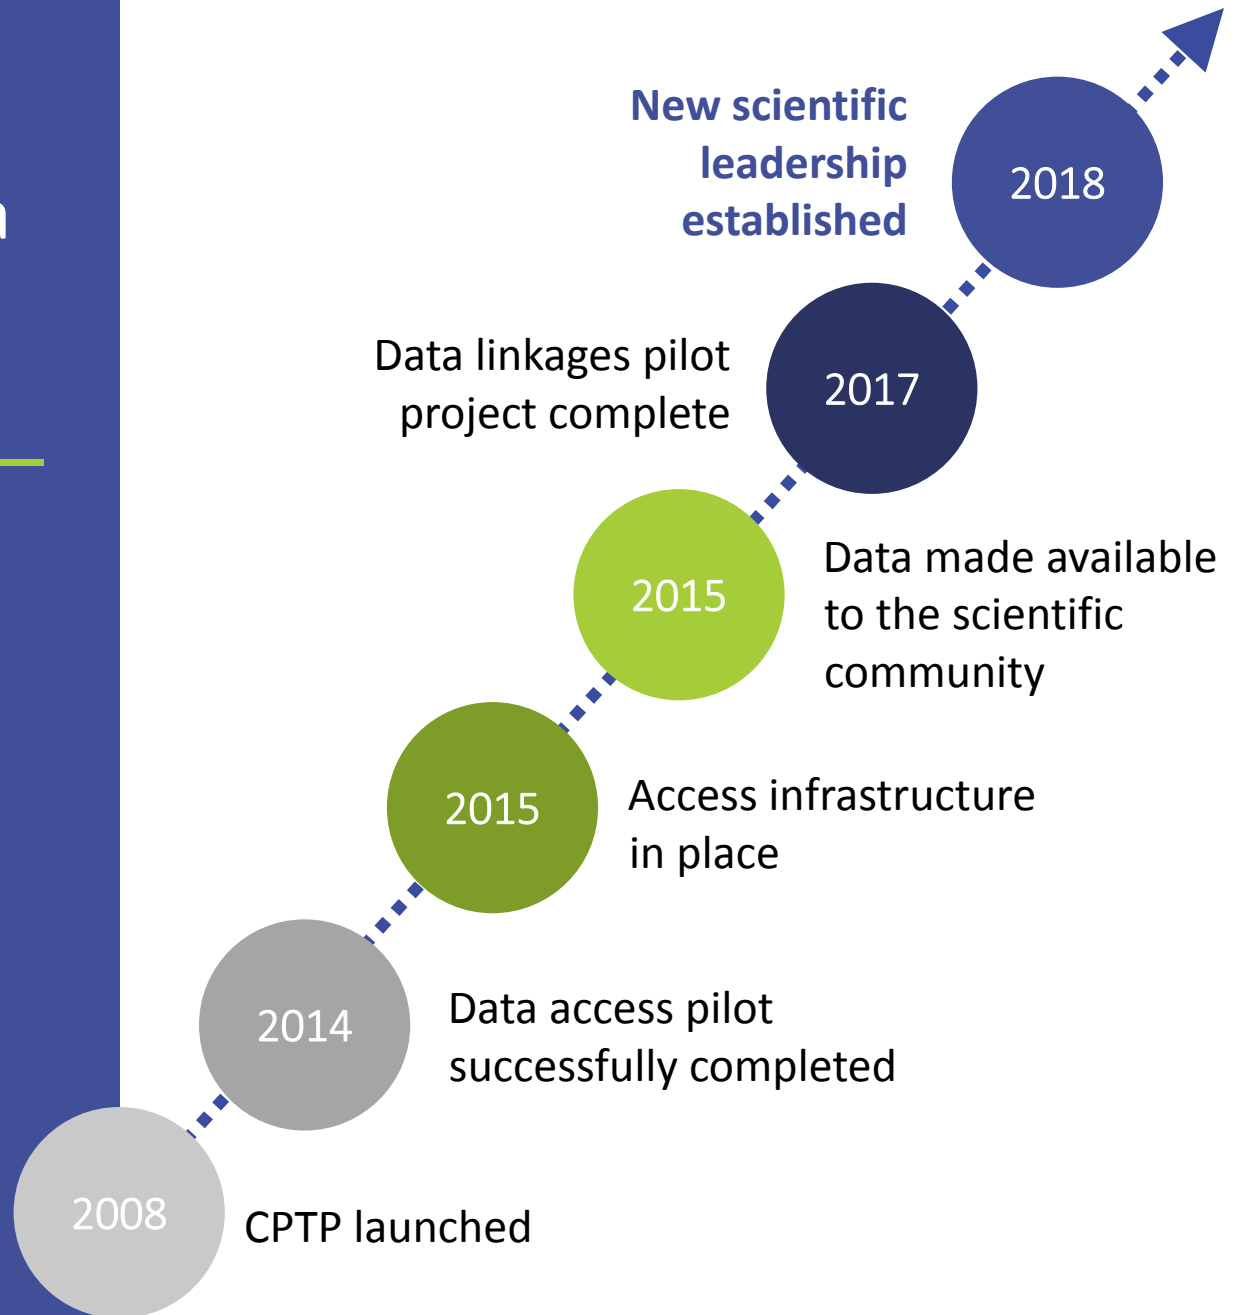 New scientific
leadership
established
2018
Data linkages pilot
project complete
2017
2015
Data made available
to the scientific
community
2015
Access infrastructure
in place
2014
Data access pilot
successfully completed
2008
CPTP launched